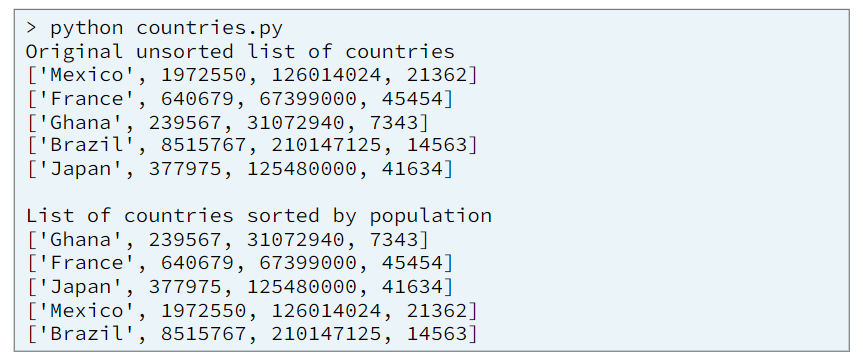 > python countries.py
Original unsorted list of countries
['Mexico', 1972550, 126014024, 21362]
['France', 640679, 67399000, 45454]
['Ghana', 239567, 31072940, 7343]
['Brazil', 8515767, 210147125, 14563]
['Japan', 377975, 125480000, 41634]

List of countries sorted by population
['Ghana', 239567, 31072940, 7343]
['France', 640679, 67399000, 45454]
['Japan', 377975, 125480000, 41634]
['Mexico', 1972550, 126014024, 21362]
['Brazil', 8515767, 210147125, 14563]